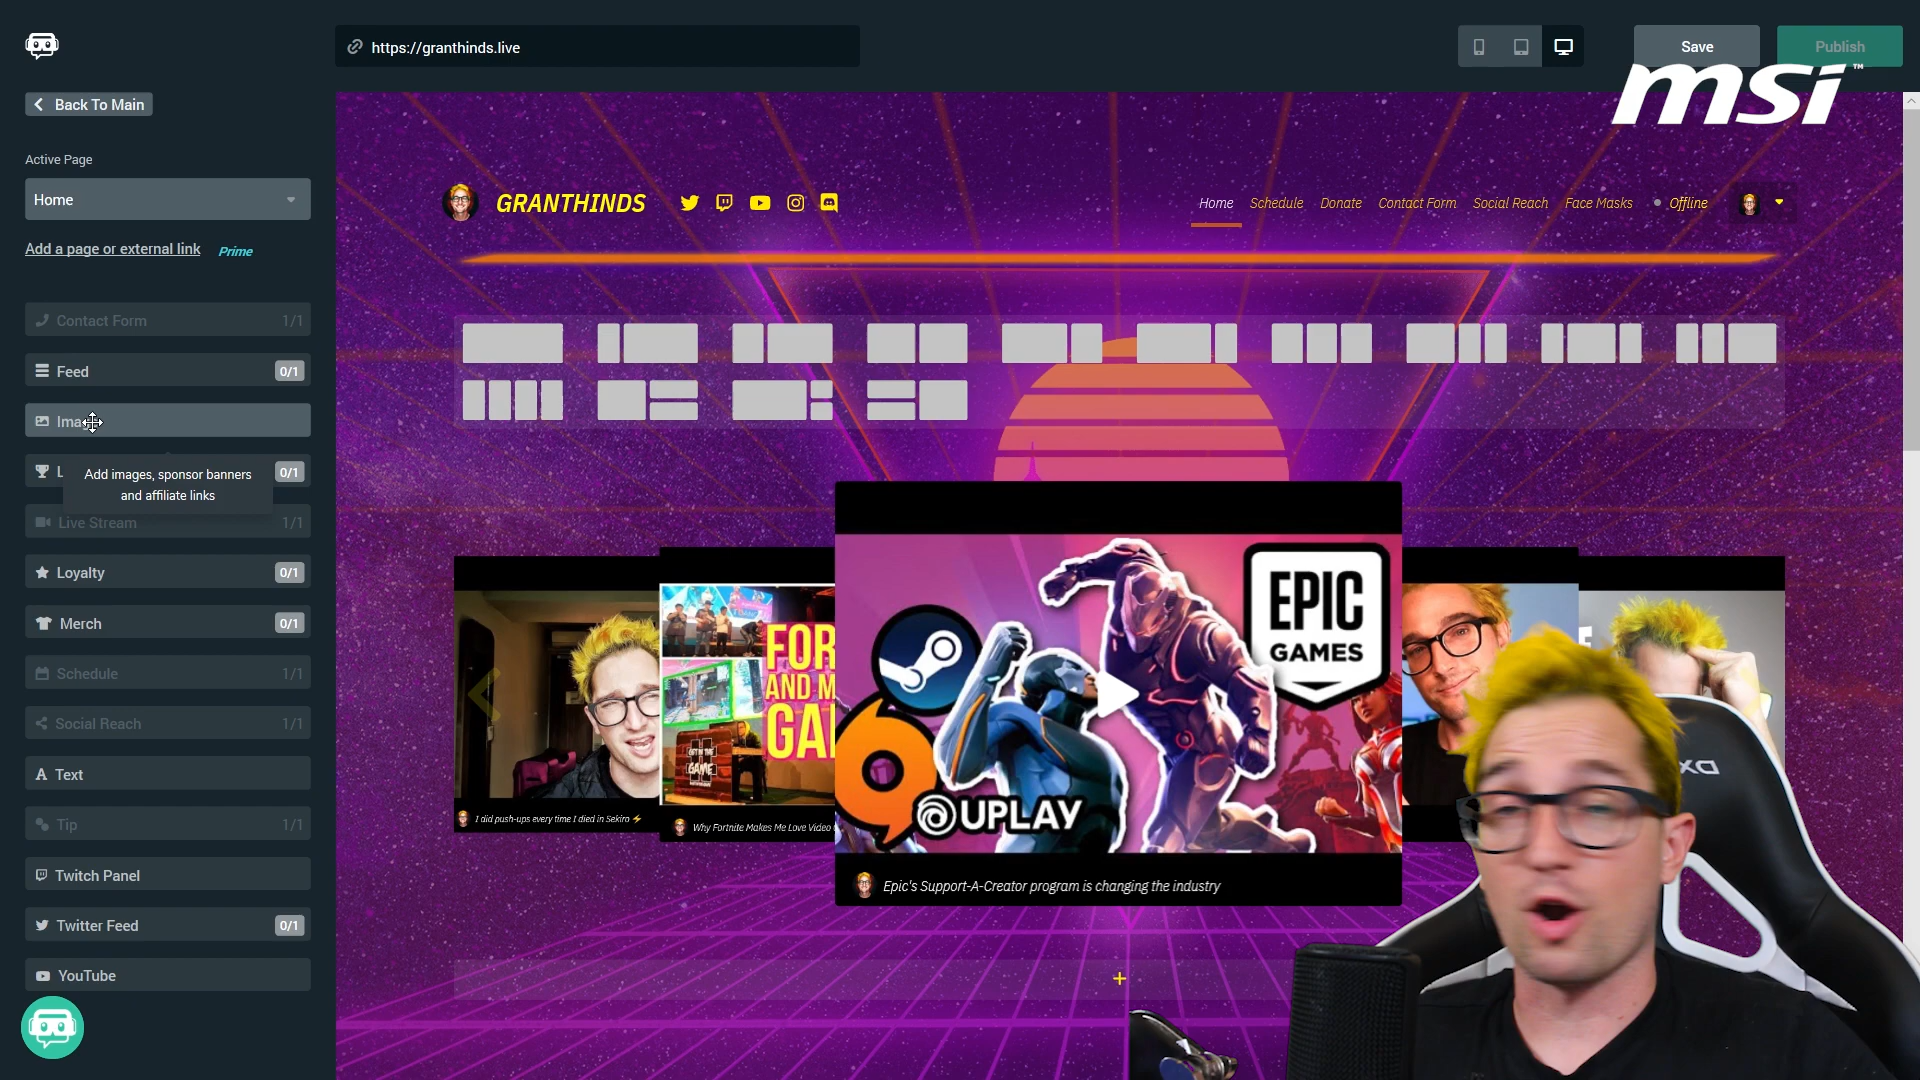 https://granthinds.live
Save
Publish
msi™
Back To Main
Active Page
Home
Add a page or external link Prime
Contact Form 1/1
Feed 0/1
Add images, sponsor banners
and affiliate links
0/1
Live Stream 1/1
Loyalty 0/1
Merch 0/1
Schedule 1/1
Social Reach 1/1
Text
Tip 1/1
Twitch Panel
Twitter Feed 0/1
YouTube
GRANTHINDS
Home Schedule Donate Contact Form Social Reach Face Masks Offline
EPIC
GAMES
UPLAY
I did push-ups every time I died in Sekiro ⚡
Why Fortnite Makes Me Love Video
Epic's Support-A-Creator program is changing the industry